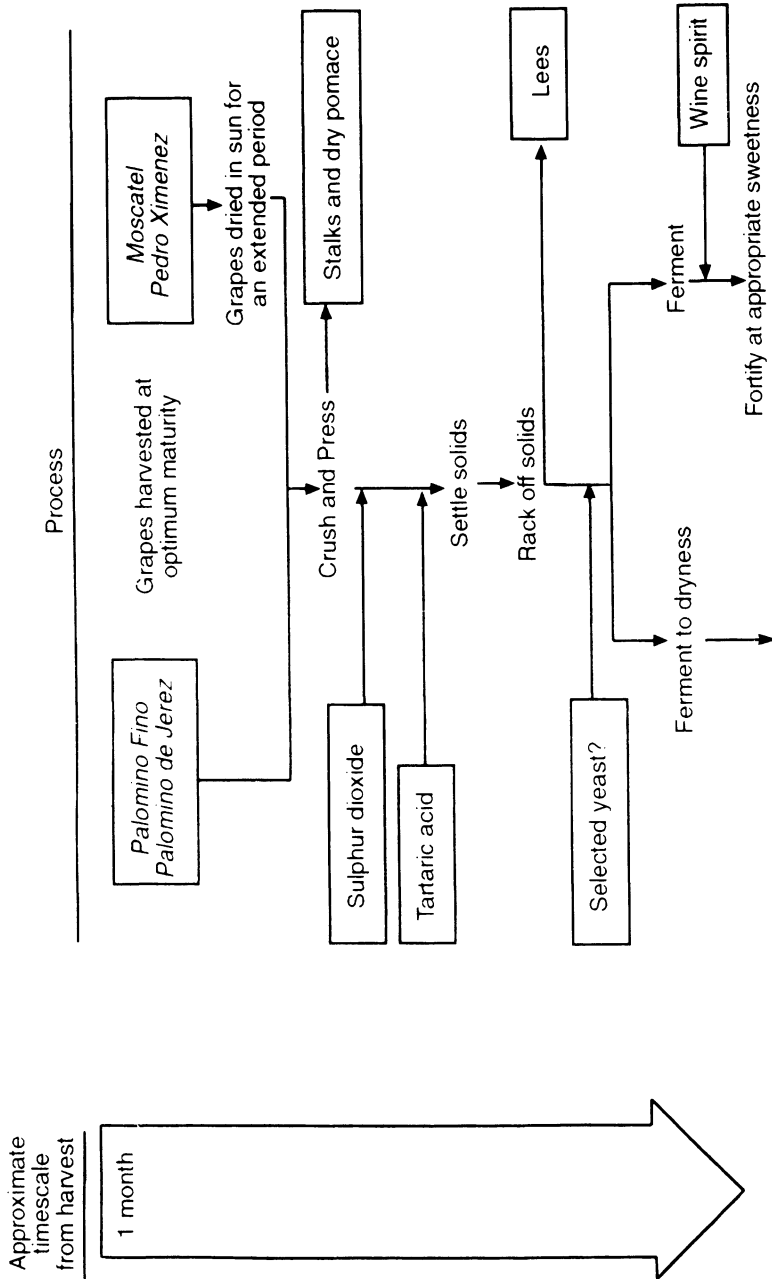 Approximate
timescale
from harvest
1 month
Process
Palomino Fino
Palomino de Jerez
Grapes harvested at
optimum maturity
Moscatel
Pedro Ximenez
Grapes dried in sun for
an extended period
Crush and Press
Stalks and dry pomace
Sulphur dioxide
Tartaric acid
Settle solids
Rack off solids
Lees
Selected yeast?
Ferment to dryness
Ferment
Wine spirit
Fortify at appropriate sweetness